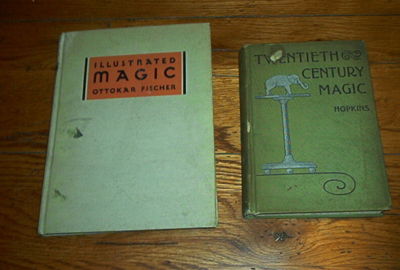 ILLUSTRATED
MAGIC
OTTOKAR FISCHER
TWENTIETH
CENTURY
MAGIC
HOPKINS